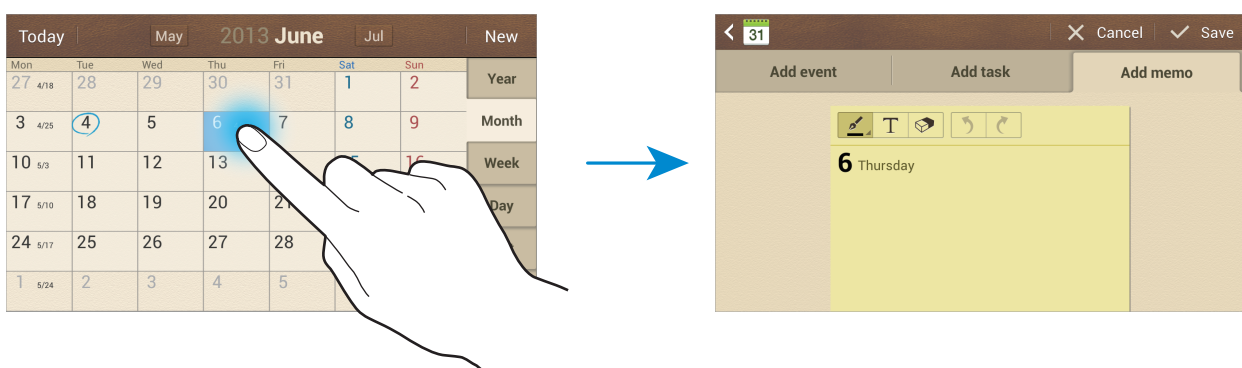 Today May 2013 June Jul New
Mon Tue Wed Thu Fri Sat Sun
27 4/18 28 29 30 31 1 2
Year
3 4/25 4 5 6 7 8 9
Month
10 5/3 11 12 13 16
Week
17 5/10 18 19 20 21
Day
24 5/17 25 26 27 28
1 5/24 2 3 4 5
31 Cancel Save
Add event Add task Add memo
T
6 Thursday